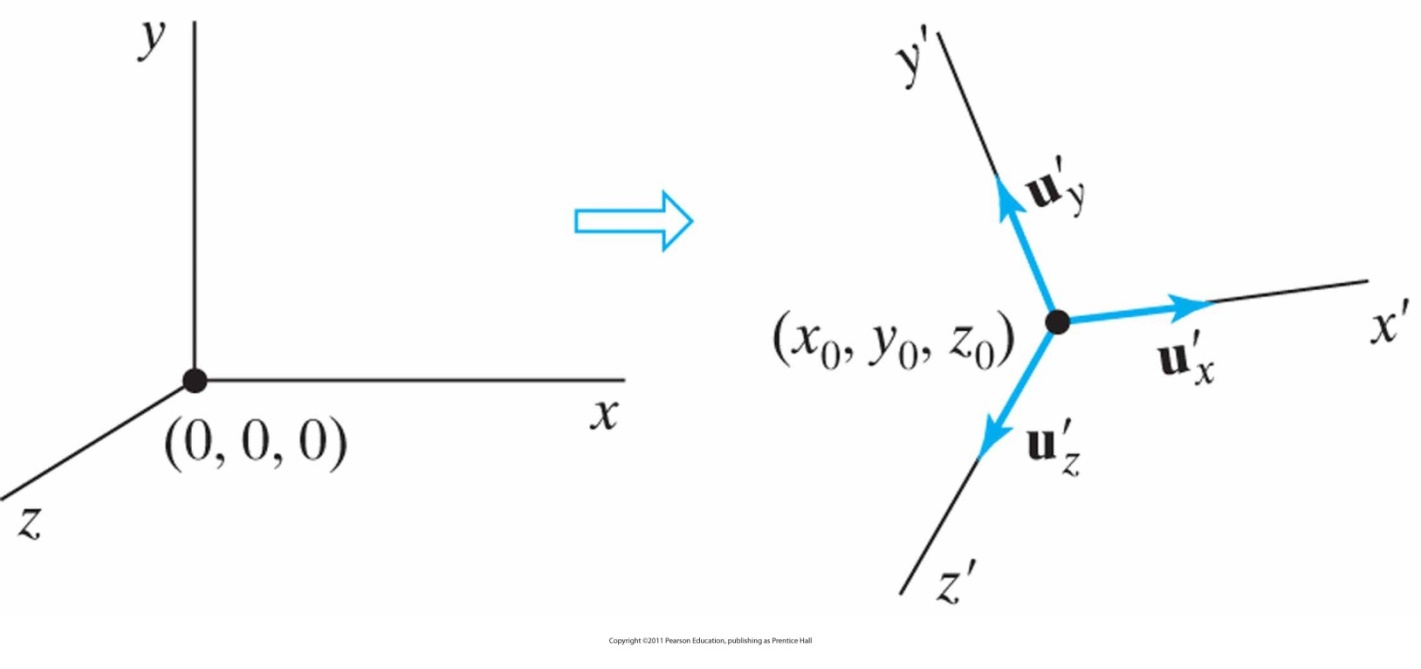 y
x
(0, 0, 0)
z
y′
u′y
(x0, y0, z0)
x′
u′x
u′z
z′
Copyright ©2011 Pearson Education, publishing as Prentice Hall